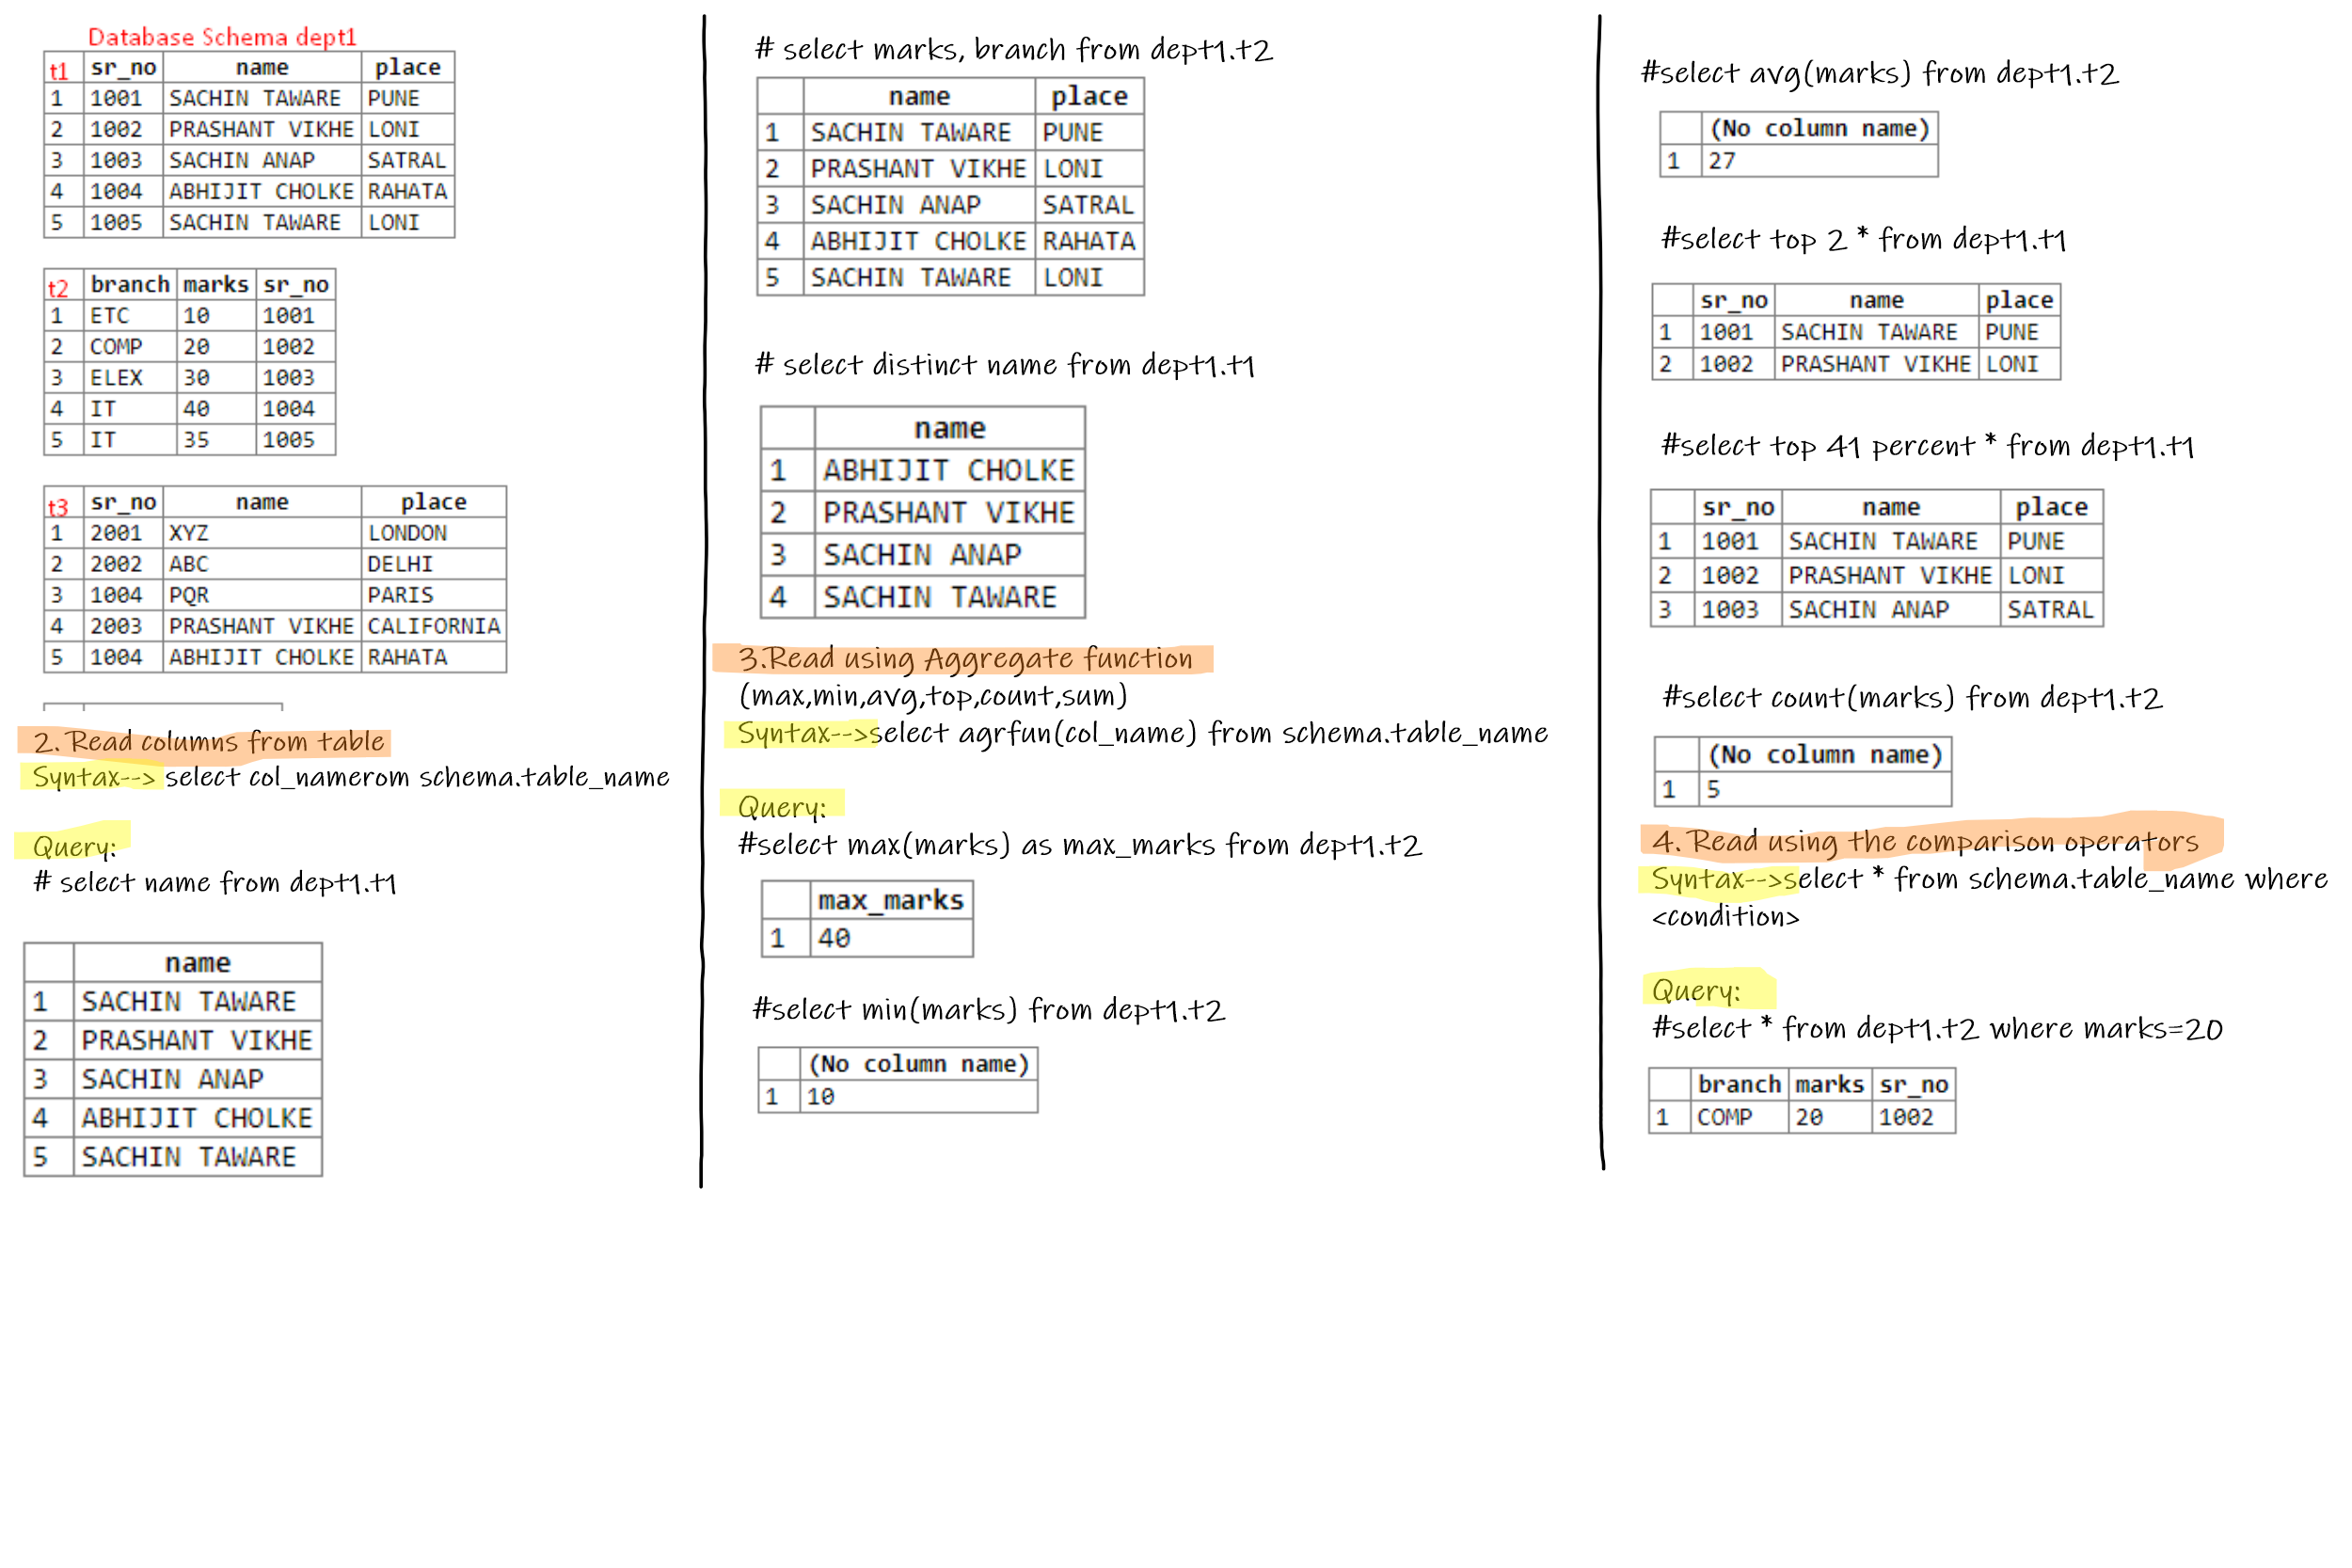 Database Schema dept1
t1 sr_no name place
1 1001 SACHIN TAWARE PUNE
2 1002 PRASHANT VIKHE LONI
3 1003 SACHIN ANAP SATRAL
4 1004 ABHIJIT CHOLKE RAHATA
5 1005 SACHIN TAWARE LONI
t2 branch marks sr_no
1 ETC 10 1001
2 COMP 20 1002
3 ELEX 30 1003
4 IT 40 1004
5 IT 35 1005
t3 sr_no name place
1 2001 XYZ LONDON
2 2002 ABC DELHI
3 1004 PQR PARIS
4 2003 PRASHANT VIKHE CALIFORNIA
5 1004 ABHIJIT CHOLKE RAHATA
2. Read columns from table
Syntax--> select col_namerom schema.table_name
Query:
# select name from dept1.t1
name
1 SACHIN TAWARE
2 PRASHANT VIKHE
3 SACHIN ANAP
4 ABHIJIT CHOLKE
5 SACHIN TAWARE
# select marks, branch from dept1.t2
name place
1 SACHIN TAWARE PUNE
2 PRASHANT VIKHE LONI
3 SACHIN ANAP SATRAL
4 ABHIJIT CHOLKE RAHATA
5 SACHIN TAWARE LONI
# select distinct name from dept1.t1
name
1 ABHIJIT CHOLKE
2 PRASHANT VIKHE
3 SACHIN ANAP
4 SACHIN TAWARE
3.Read using Aggregate function
(max,min,avg,top,count,sum)
Syntax-->select agrfun(col_name) from schema.table_name
Query:
#select max(marks) as max_marks from dept1.t2
max_marks
1 40
#select min(marks) from dept1.t2
(No column name)
1 10
#select avg(marks) from dept1.t2
(No column name)
1 27
#select top 2 * from dept1.t1
sr_no name place
1 1001 SACHIN TAWARE PUNE
2 1002 PRASHANT VIKHE LONI
#select top 41 percent * from dept1.t1
sr_no name place
1 1001 SACHIN TAWARE PUNE
2 1002 PRASHANT VIKHE LONI
3 1003 SACHIN ANAP SATRAL
#select count(marks) from dept1.t2
(No column name)
1 5
4. Read using the comparison operators
Syntax-->select * from schema.table_name where
<condition>
Query:
#select * from dept1.t2 where marks=20
branch marks sr_no
1 COMP 20 1002